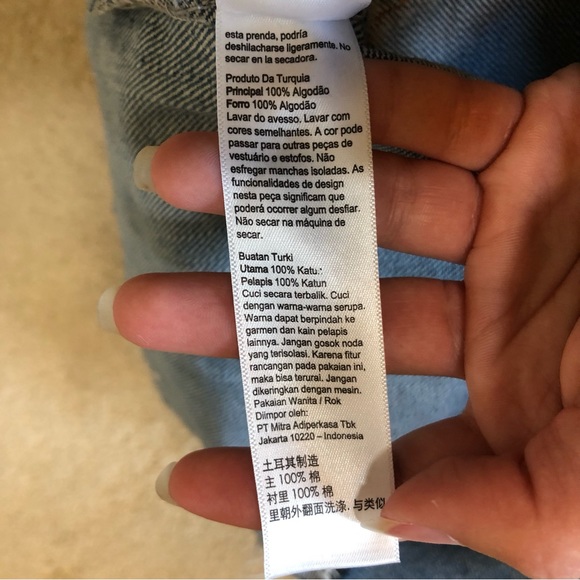 esta prenda, podría
deshilacharse ligeramente. No
secar en la secadora.
Produto Da Turquia
Principal 100% Algodão
Forro 100% Algodão
Lavar do avesso. Lavar com
cores semelhantes. A cor pode
passar para outras peças de
vestuário e estofos. Não
esfregar manchas isoladas. As
funcionalidades de design
nesta peça significam que
poderá ocorrer algum desfiar.
Não secar na máquina de
secar.
Buatan Turki
Utama 100% Katun
Pelapis 100% Katun
Cuci secara terbalik. Cuci
dengan warna-warna serupa.
Warna dapat berpindah ke
garmen dan kain pelapis
lainnya. Jangan gosok noda
yang terisolasi. Karena fitur
rancangan pada pakaian ini,
maka bisa terurai. Jangan
dikeringkan dengan mesin.
Pakaian Wanita / Rok
Diimpor oleh:
PT Mitra Adiperkasa Tbk
Jakarta 10220 – Indonesia
土耳其制造
主 100% 棉
衬里 100% 棉
里朝外翻面洗涤. 与类似